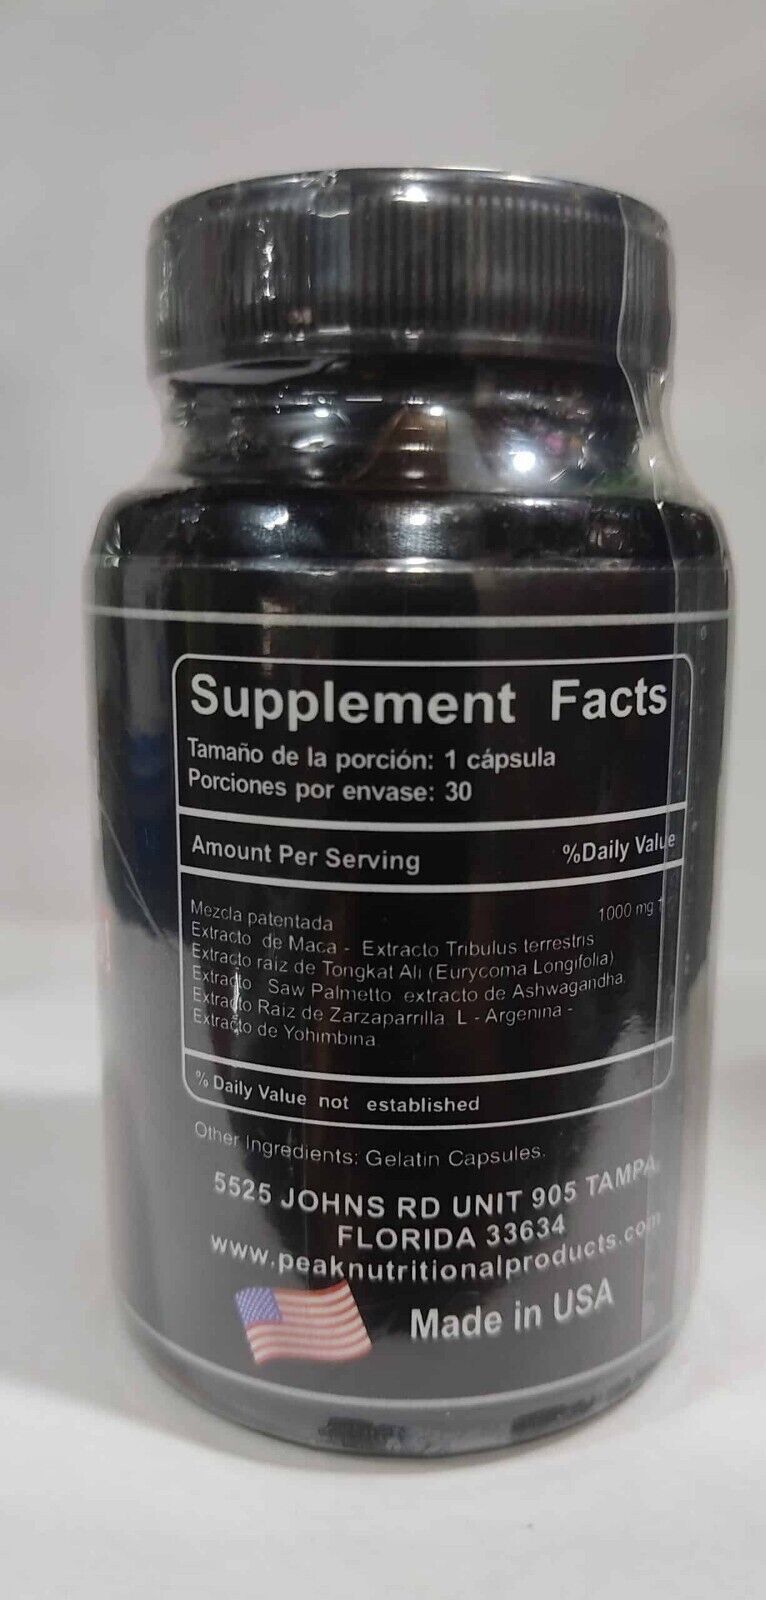 Supplement Facts
Tamaño de la porción: 1 cápsula
Porciones por envase: 30
Amount Per Serving %Daily Value
Mezcla patentada 1000 mg †
Extracto de Maca - Extracto Tribulus terrestris
Extracto raíz de Tongkat Ali (Eurycoma Longifolia)
Extracto Saw Palmetto, extracto de Ashwagandha.
Extracto Raiz de Zarzaparrilla. L - Argenina -
Extracto de Yohimbina.
% Daily Value not established
Other Ingredients: Gelatin Capsules.
5525 JOHNS RD UNIT 905 TAMPA,
FLORIDA 33634
www.peaknutritionalproducts.com
Made in USA